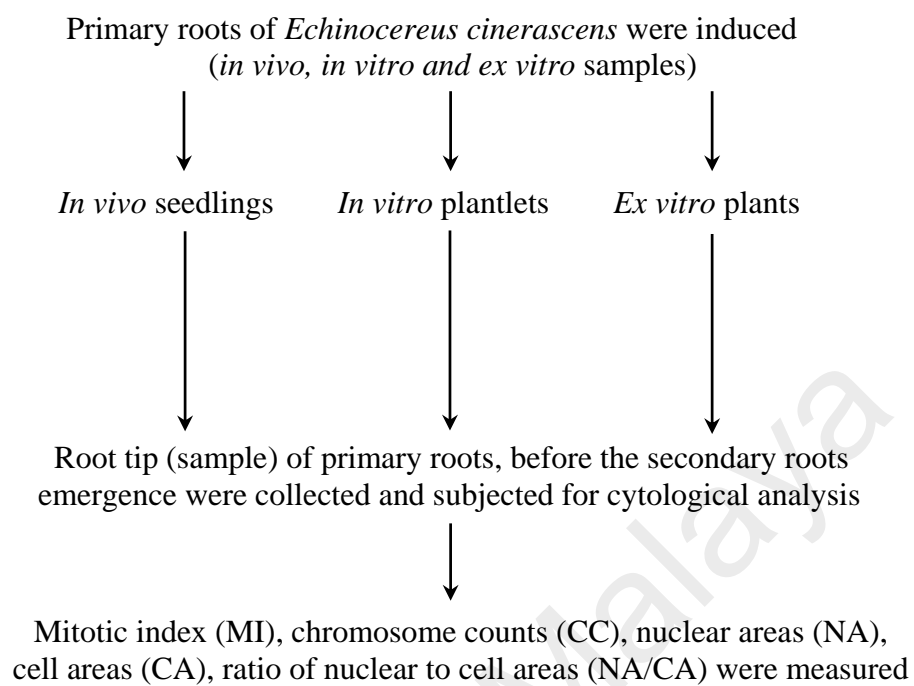 Primary roots of Echinocereus cinerascens were induced
(in vivo, in vitro and ex vitro samples)
In vivo seedlings In vitro plantlets Ex vitro plants
Root tip (sample) of primary roots, before the secondary roots
emergence were collected and subjected for cytological analysis
Mitotic index (MI), chromosome counts (CC), nuclear areas (NA),
cell areas (CA), ratio of nuclear to cell areas (NA/CA) were measured
Malaya